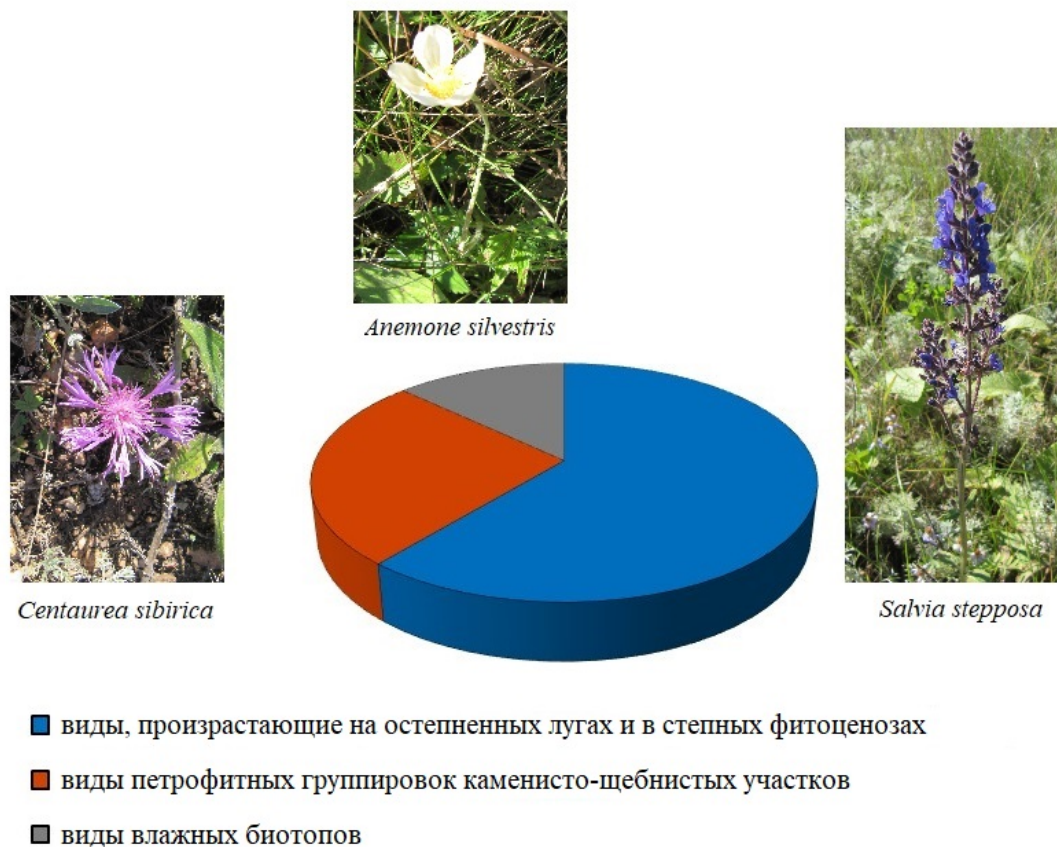 Anemone silvestris
Centaurea sibirica
Salvia stepposa
виды, произрастающие на остепненных лугах и в степных фитоценозах
виды петрофитных группировок каменисто-щебнистых участков
виды влажных биотопов